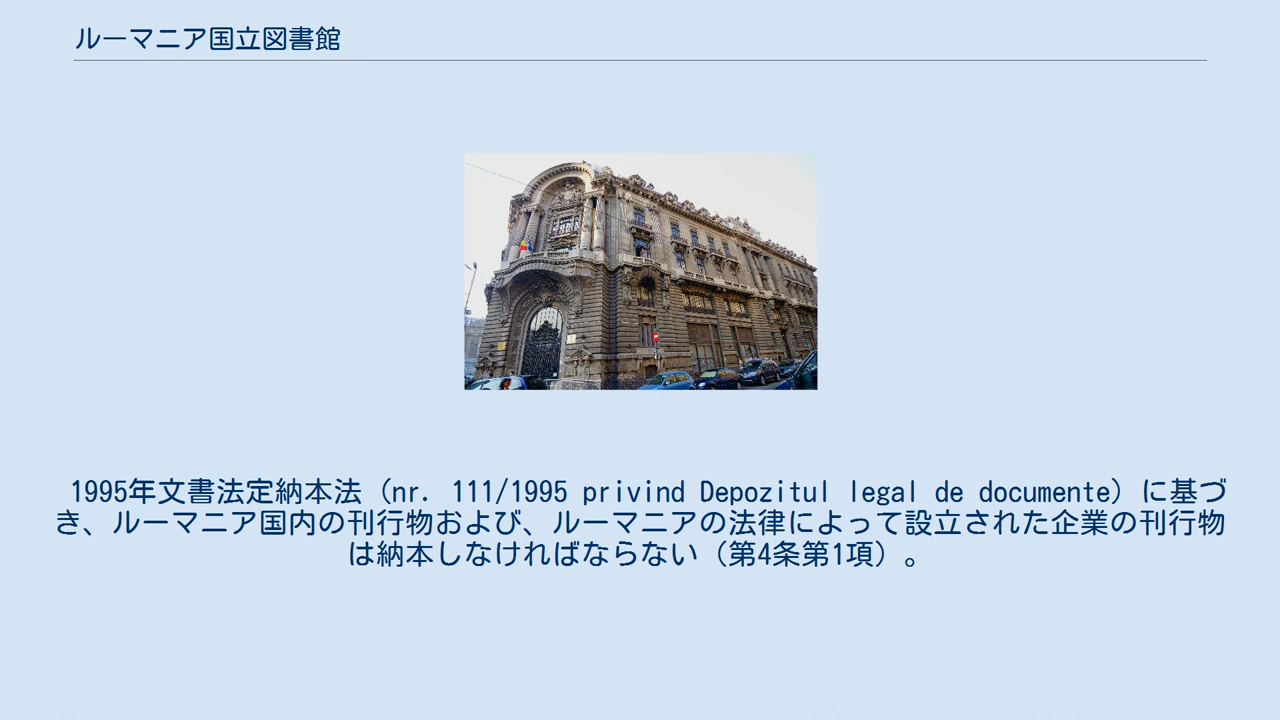 ルーマニア国立図書館
1995年文書法定納本法（nr. 111/1995 privind Depozitul legal de documente）に基づ
き、ルーマニア国内の刊行物および、ルーマニアの法律によって設立された企業の刊行物
は納本しなければならない（第4条第1項）。